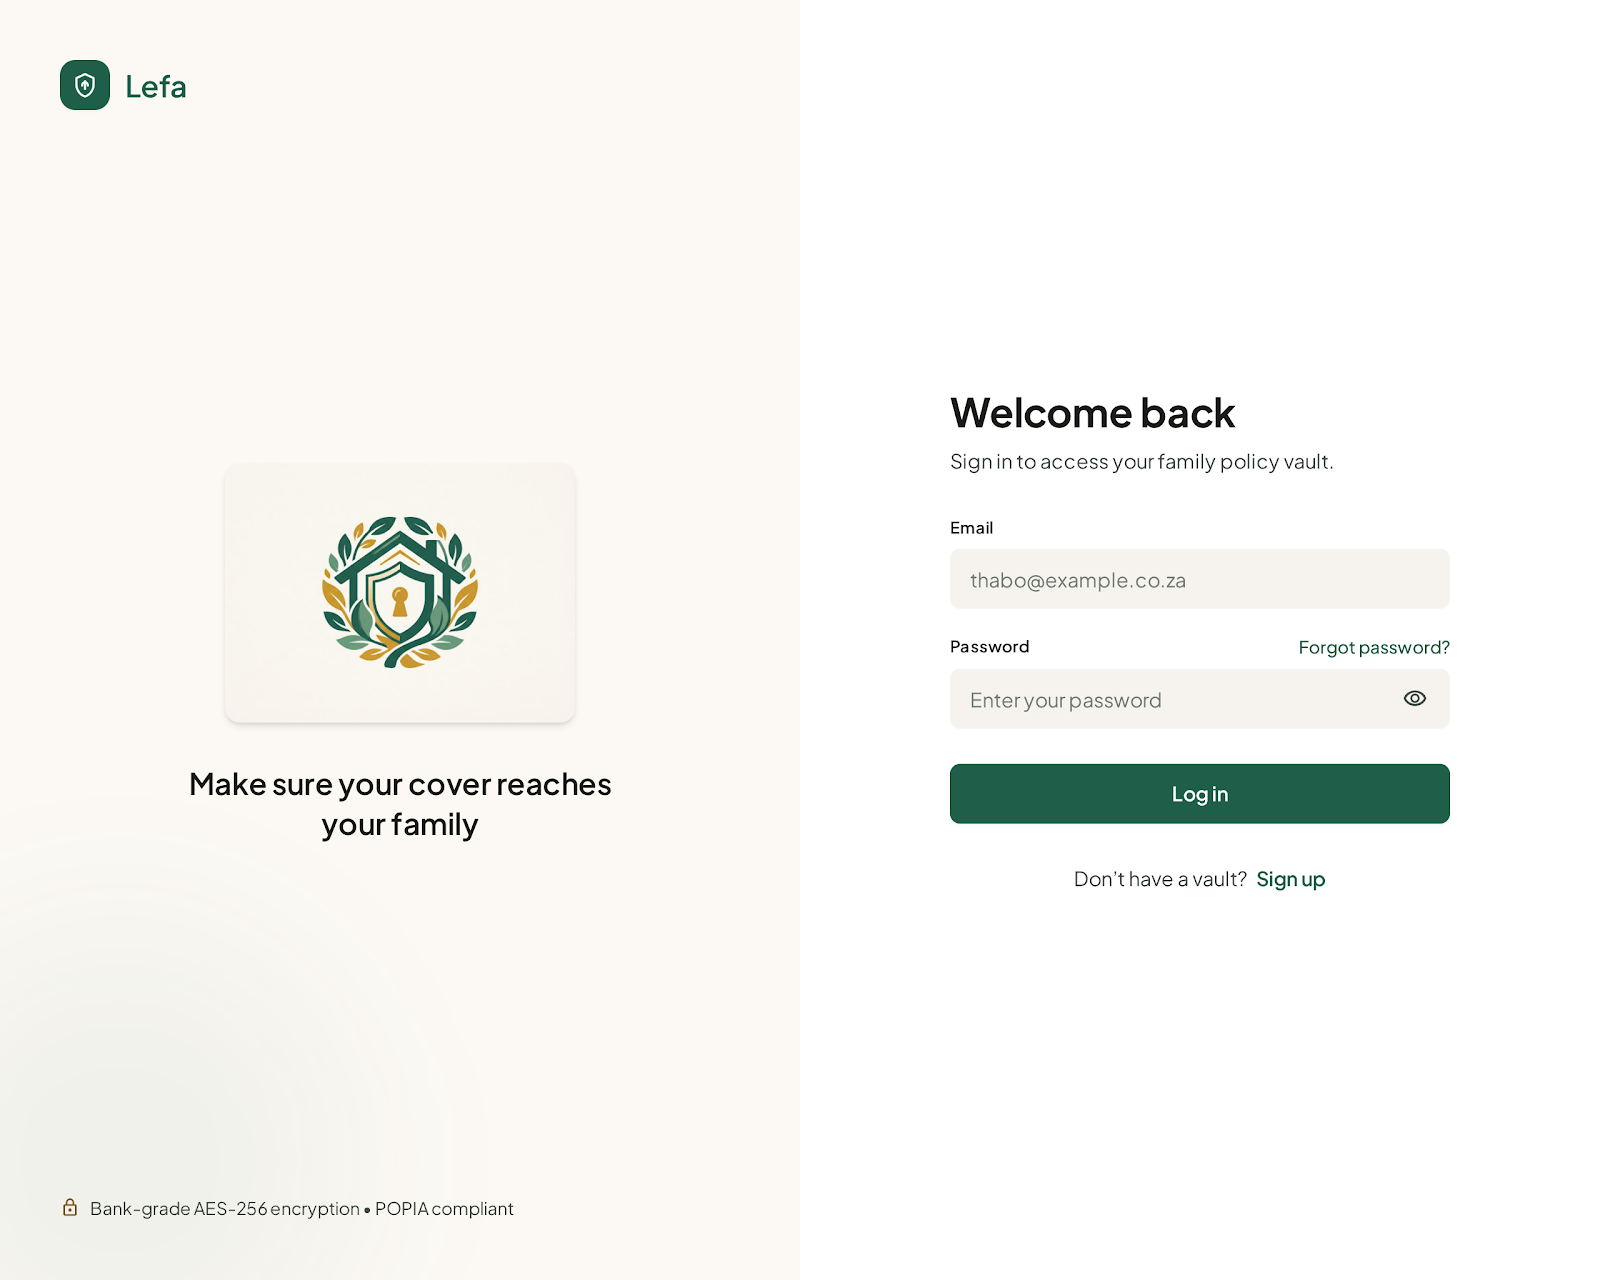 Lefa
Make sure your cover reaches
your family
Bank-grade AES-256 encryption • POPIA compliant
Welcome back
Sign in to access your family policy vault.
Email
thabo@example.co.za
Password
Forgot password?
Enter your password
Log in
Don’t have a vault? Sign up